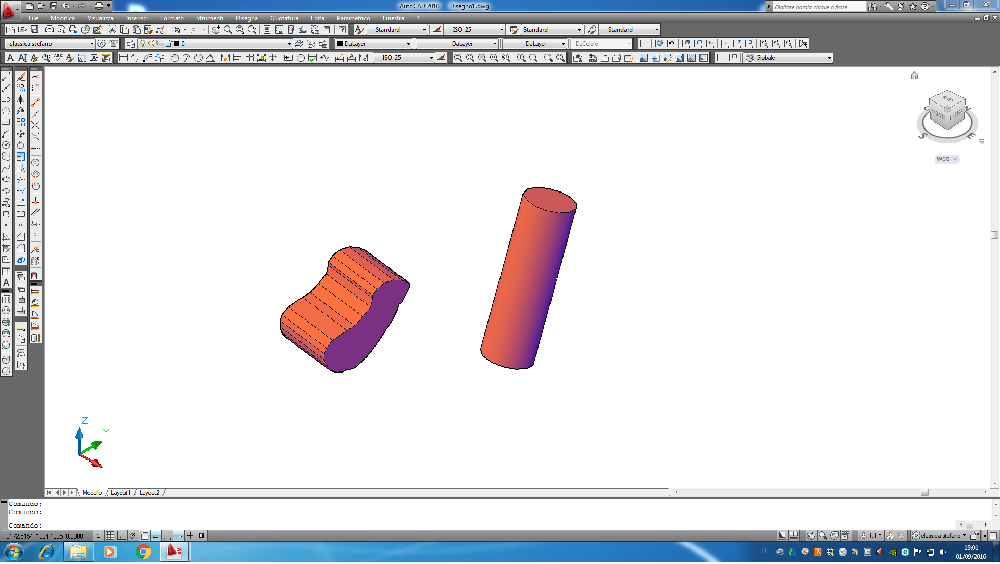 AutoCAD 2010 Disegno1.dwg
Digitare parola chiave o frase
File Modifica Visualizza Inserisci Formato Strumenti Disegna Quotatura Edita Parametrico Finestra ?
Standard ISO-25 Standard Standard
classica stefano 0 DaLayer DaLayer DaLayer DaColore
ISO-25 Globale
ALTO
FRONTE DESTRA
S E
WCS
Z
Y
X
Modello Layout1 Layout2
Comando:
Comando:
Comando:
2172.5154, 1364.1225, 0.0000 1:1 classica stefano
IT 19:01
01/09/2016